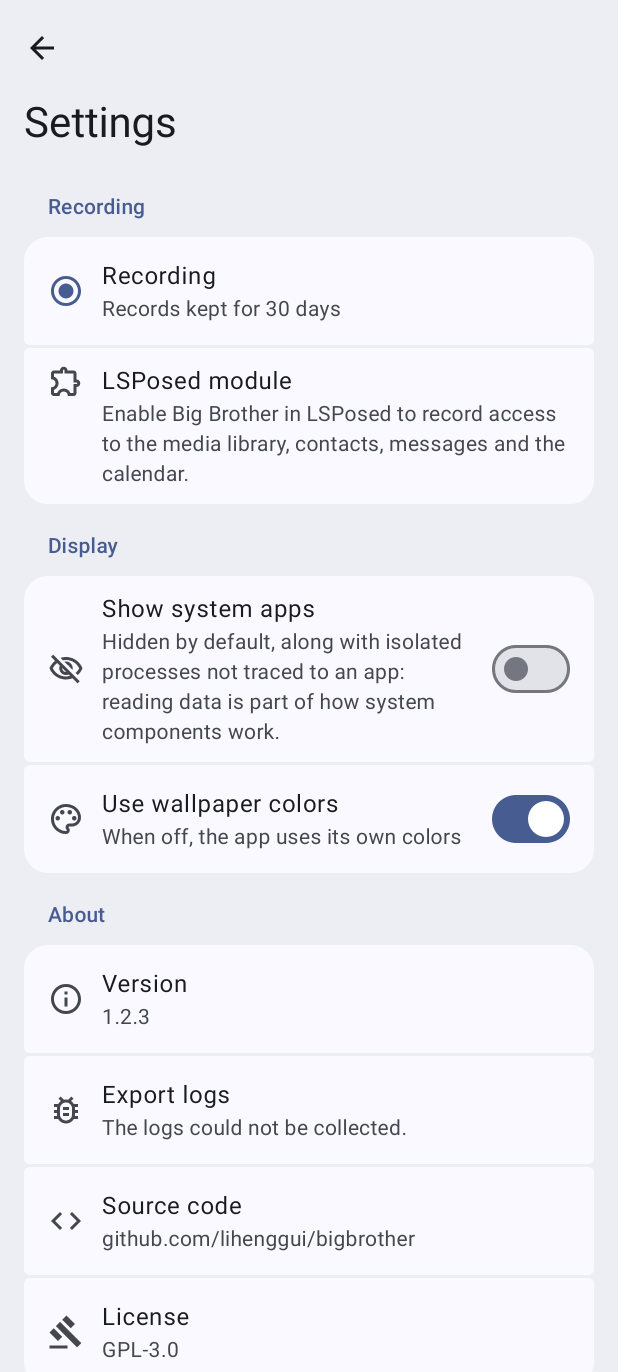 Settings
Recording
Recording
Records kept for 30 days
LSPosed module
Enable Big Brother in LSPosed to record access
to the media library, contacts, messages and the
calendar.
Display
Show system apps
Hidden by default, along with isolated
processes not traced to an app:
reading data is part of how system
components work.
Use wallpaper colors
When off, the app uses its own colors
About
Version
1.2.3
Export logs
The logs could not be collected.
Source code
github.com/lihenggui/bigbrother
License
GPL-3.0